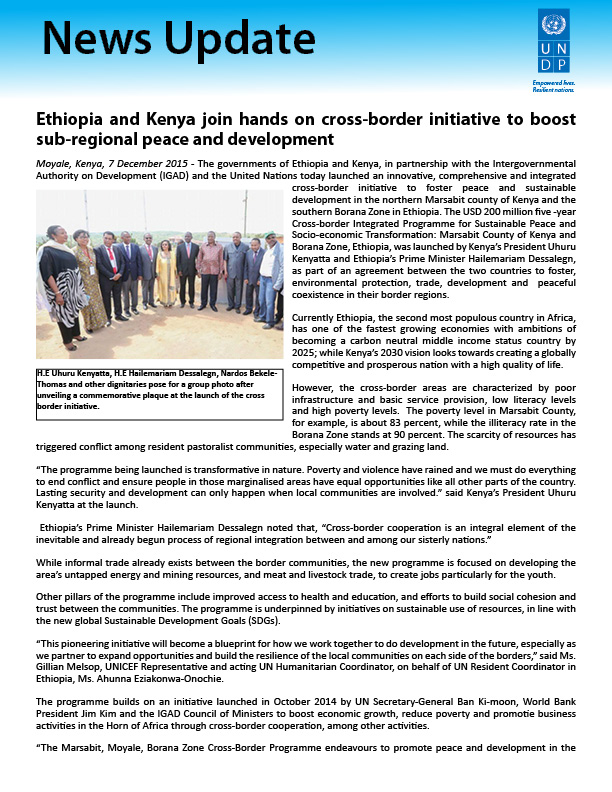 News Update
U N
D P
Empowered lives.
Resilient nations.
Ethiopia and Kenya join hands on cross-border initiative to boost
sub-regional peace and development
Moyale, Kenya, 7 December 2015 - The governments of Ethiopia and Kenya, in partnership with the Intergovernmental
Authority on Development (IGAD) and the United Nations today launched an innovative, comprehensive and integrated
cross-border initiative to foster peace and sustainable
development in the northern Marsabit county of Kenya and the
southern Borana Zone in Ethiopia. The USD 200 million five -year
Cross-border Integrated Programme for Sustainable Peace and
Socio-economic Transformation: Marsabit County of Kenya and
Borana Zone, Ethiopia, was launched by Kenya's President Uhuru
Kenyatta and Ethiopia's Prime Minister Hailemariam Dessalegn,
as part of an agreement between the two countries to foster,
environmental protection, trade, development and peaceful
coexistence in their border regions.
H.E Uhuru Kenyatta, H.E Hailemariam Dessalegn, Nardos Bekele-
Thomas and other dignitaries pose for a group photo after
unveiling a commemorative plaque at the launch of the cross
border initiative.
Currently Ethiopia, the second most populous country in Africa,
has one of the fastest growing economies with ambitions of
becoming a carbon neutral middle income status country by
2025; while Kenya's 2030 vision looks towards creating a globally
competitive and prosperous nation with a high quality of life.
However, the cross-border areas are characterized by poor
infrastructure and basic service provision, low literacy levels
and high poverty levels. The poverty level in Marsabit County,
for example, is about 83 percent, while the illiteracy rate in the
Borana Zone stands at 90 percent. The scarcity of resources has
triggered conflict among resident pastoralist communities, especially water and grazing land.
"The programme being launched is transformative in nature. Poverty and violence have rained and we must do everything
to end conflict and ensure people in those marginalised areas have equal opportunities like all other parts of the country.
Lasting security and development can only happen when local communities are involved." said Kenya's President Uhuru
Kenyatta at the launch.
Ethiopia's Prime Minister Hailemariam Dessalegn noted that, "Cross-border cooperation is an integral element of the
inevitable and already begun process of regional integration between and among our sisterly nations."
While informal trade already exists between the border communities, the new programme is focused on developing the
area's untapped energy and mining resources, and meat and livestock trade, to create jobs particularly for the youth.
Other pillars of the programme include improved access to health and education, and efforts to build social cohesion and
trust between the communities. The programme is underpinned by initiatives on sustainable use of resources, in line with
the new global Sustainable Development Goals (SDGs).
"This pioneering initiative will become a blueprint for how we work together to do development in the future, especially as
we partner to expand opportunities and build the resilience of the local communities on each side of the borders," said Ms.
Gillian Melsop, UNICEF Representative and acting UN Humanitarian Coordinator, on behalf of UN Resident Coordinator in
Ethiopia, Ms. Ahunna Eziakonwa-Onochie.
The programme builds on an initiative launched in October 2014 by UN Secretary-General Ban Ki-moon, World Bank
President Jim Kim and the IGAD Council of Ministers to boost economic growth, reduce poverty and promotie business
activities in the Horn of Africa through cross-border cooperation, among other activities.
"The Marsabit, Moyale, Borana Zone Cross-Border Programme endeavours to promote peace and development in the